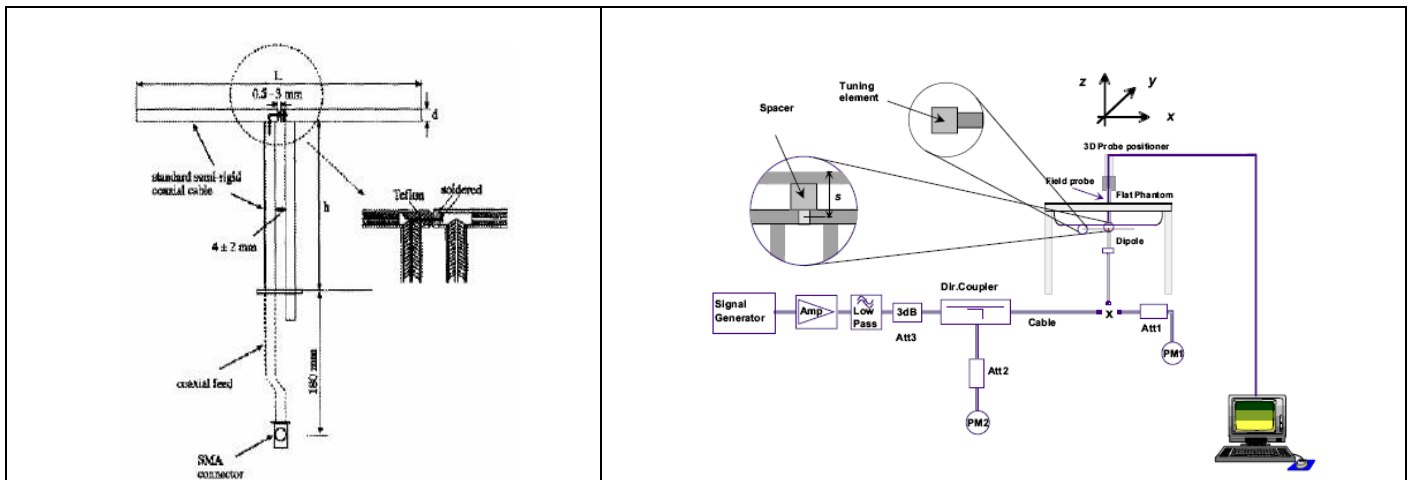 L
0.5-3 mm
d
standard semi-rigid
coaxial cable
h
Teflon
soldered
4 ± 2 mm
180 mm
coaxial feed
SMA
connector
Tuning
element
Spacer
s
z
y
x
3D Probe positioner
Field probe
Flat Phantom
Dipole
Dir.Coupler
Signal
Generator
Amp
Low
Pass
3dB
Att3
Cable
x
Att1
PM1
Att2
PM2